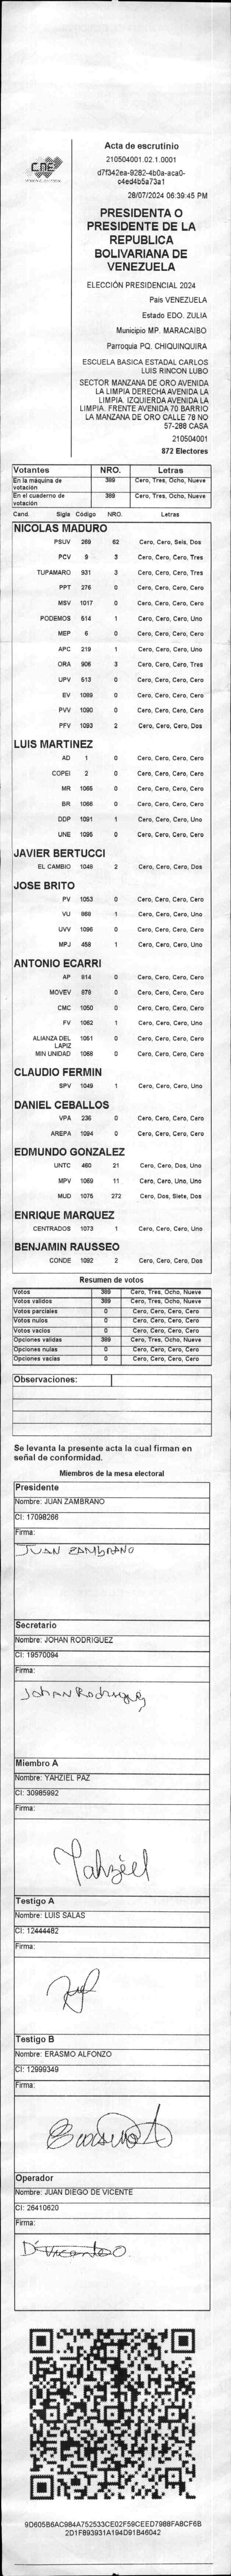 CNE
Acta de escrutinio
210504001.02.1.0001
d7f342ea-9282-4b0a-aca0-
c4ed4b5a73a1
28/07/2024 06:39:45 PM
PRESIDENTA O
PRESIDENTE DE LA
REPUBLICA
BOLIVARIANA DE
VENEZUELA
ELECCIÓN PRESIDENCIAL 2024
País VENEZUELA
Estado EDO. ZULIA
Municipio MP. MARACAIBO
Parroquia PQ. CHIQUINQUIRA
ESCUELA BASICA ESTADAL CARLOS
LUIS RINCON LUBO
SECTOR MANZANA DE ORO AVENIDA
LA LIMPIA DERECHA AVENIDA LA
LIMPIA. IZQUIERDA AVENIDA LA
LIMPIA. FRENTE AVENIDA 70 BARRIO
LA MANZANA DE ORO CALLE 78 NO
57-288 CASA
210504001
872 Electores
Votantes NRO. Letras
En la máquina de votación 389 Cero, Tres, Ocho, Nueve
En el cuaderno de votación 389 Cero, Tres, Ocho, Nueve
Cand. Sigla Código NRO. Letras
NICOLAS MADURO
PSUV 269 62 Cero, Cero, Seis, Dos
PCV 9 3 Cero, Cero, Cero, Tres
TUPAMARO 931 3 Cero, Cero, Cero, Tres
PPT 276 0 Cero, Cero, Cero, Cero
MSV 1017 0 Cero, Cero, Cero, Cero
PODEMOS 514 1 Cero, Cero, Cero, Uno
MEP 6 0 Cero, Cero, Cero, Cero
APC 219 1 Cero, Cero, Cero, Uno
ORA 906 3 Cero, Cero, Cero, Tres
UPV 513 0 Cero, Cero, Cero, Cero
EV 1089 0 Cero, Cero, Cero, Cero
PVV 1090 0 Cero, Cero, Cero, Cero
PFV 1093 2 Cero, Cero, Cero, Dos
LUIS MARTINEZ
AD 1 0 Cero, Cero, Cero, Cero
COPEI 2 0 Cero, Cero, Cero, Cero
MR 1065 0 Cero, Cero, Cero, Cero
BR 1066 0 Cero, Cero, Cero, Cero
DDP 1091 1 Cero, Cero, Cero, Uno
UNE 1095 0 Cero, Cero, Cero, Cero
JAVIER BERTUCCI
EL CAMBIO 1048 2 Cero, Cero, Cero, Dos
JOSE BRITO
PV 1053 0 Cero, Cero, Cero, Cero
VU 868 1 Cero, Cero, Cero, Uno
UVV 1096 0 Cero, Cero, Cero, Cero
MPJ 458 1 Cero, Cero, Cero, Uno
ANTONIO ECARRI
AP 814 0 Cero, Cero, Cero, Cero
MOVEV 979 0 Cero, Cero, Cero, Cero
CMC 1050 0 Cero, Cero, Cero, Cero
FV 1062 1 Cero, Cero, Cero, Uno
ALIANZA DEL LAPIZ 1051 0 Cero, Cero, Cero, Cero
MIN UNIDAD 1068 0 Cero, Cero, Cero, Cero
CLAUDIO FERMIN
SPV 1049 1 Cero, Cero, Cero, Uno
DANIEL CEBALLOS
VPA 236 0 Cero, Cero, Cero, Cero
AREPA 1094 0 Cero, Cero, Cero, Cero
EDMUNDO GONZALEZ
UNTC 460 21 Cero, Cero, Dos, Uno
MPV 1069 11 Cero, Cero, Uno, Uno
MUD 1075 272 Cero, Dos, Siete, Dos
ENRIQUE MARQUEZ
CENTRADOS 1073 1 Cero, Cero, Cero, Uno
BENJAMIN RAUSSEO
CONDE 1092 2 Cero, Cero, Cero, Dos
Resumen de votos
Votos 389 Cero, Tres, Ocho, Nueve
Votos validos 389 Cero, Tres, Ocho, Nueve
Votos parciales 0 Cero, Cero, Cero, Cero
Votos nulos 0 Cero, Cero, Cero, Cero
Votos vacios 0 Cero, Cero, Cero, Cero
Opciones validas 389 Cero, Tres, Ocho, Nueve
Opciones nulas 0 Cero, Cero, Cero, Cero
Opciones vacias 0 Cero, Cero, Cero, Cero
Observaciones:
Se levanta la presente acta la cual firman en
señal de conformidad.
Miembros de la mesa electoral
Presidente
Nombre: JUAN ZAMBRANO
CI: 17098266
Firma:
JUAN ZAMBRANO
Secretario
Nombre: JOHAN RODRIGUEZ
CI: 19570094
Firma:
Johan Rodriguez
Miembro A
Nombre: YAHZIEL PAZ
CI: 30985992
Firma:
Yahziel
Testigo A
Nombre: LUIS SALAS
CI: 12444482
Firma:
Testigo B
Nombre: ERASMO ALFONZO
CI: 12999349
Firma:
Operador
Nombre: JUAN DIEGO DE VICENTE
CI: 26410620
Firma:
9D605B6AC984A752533CE02F59CEED7986FA8CF6B
2D1F893931A194D91B46042